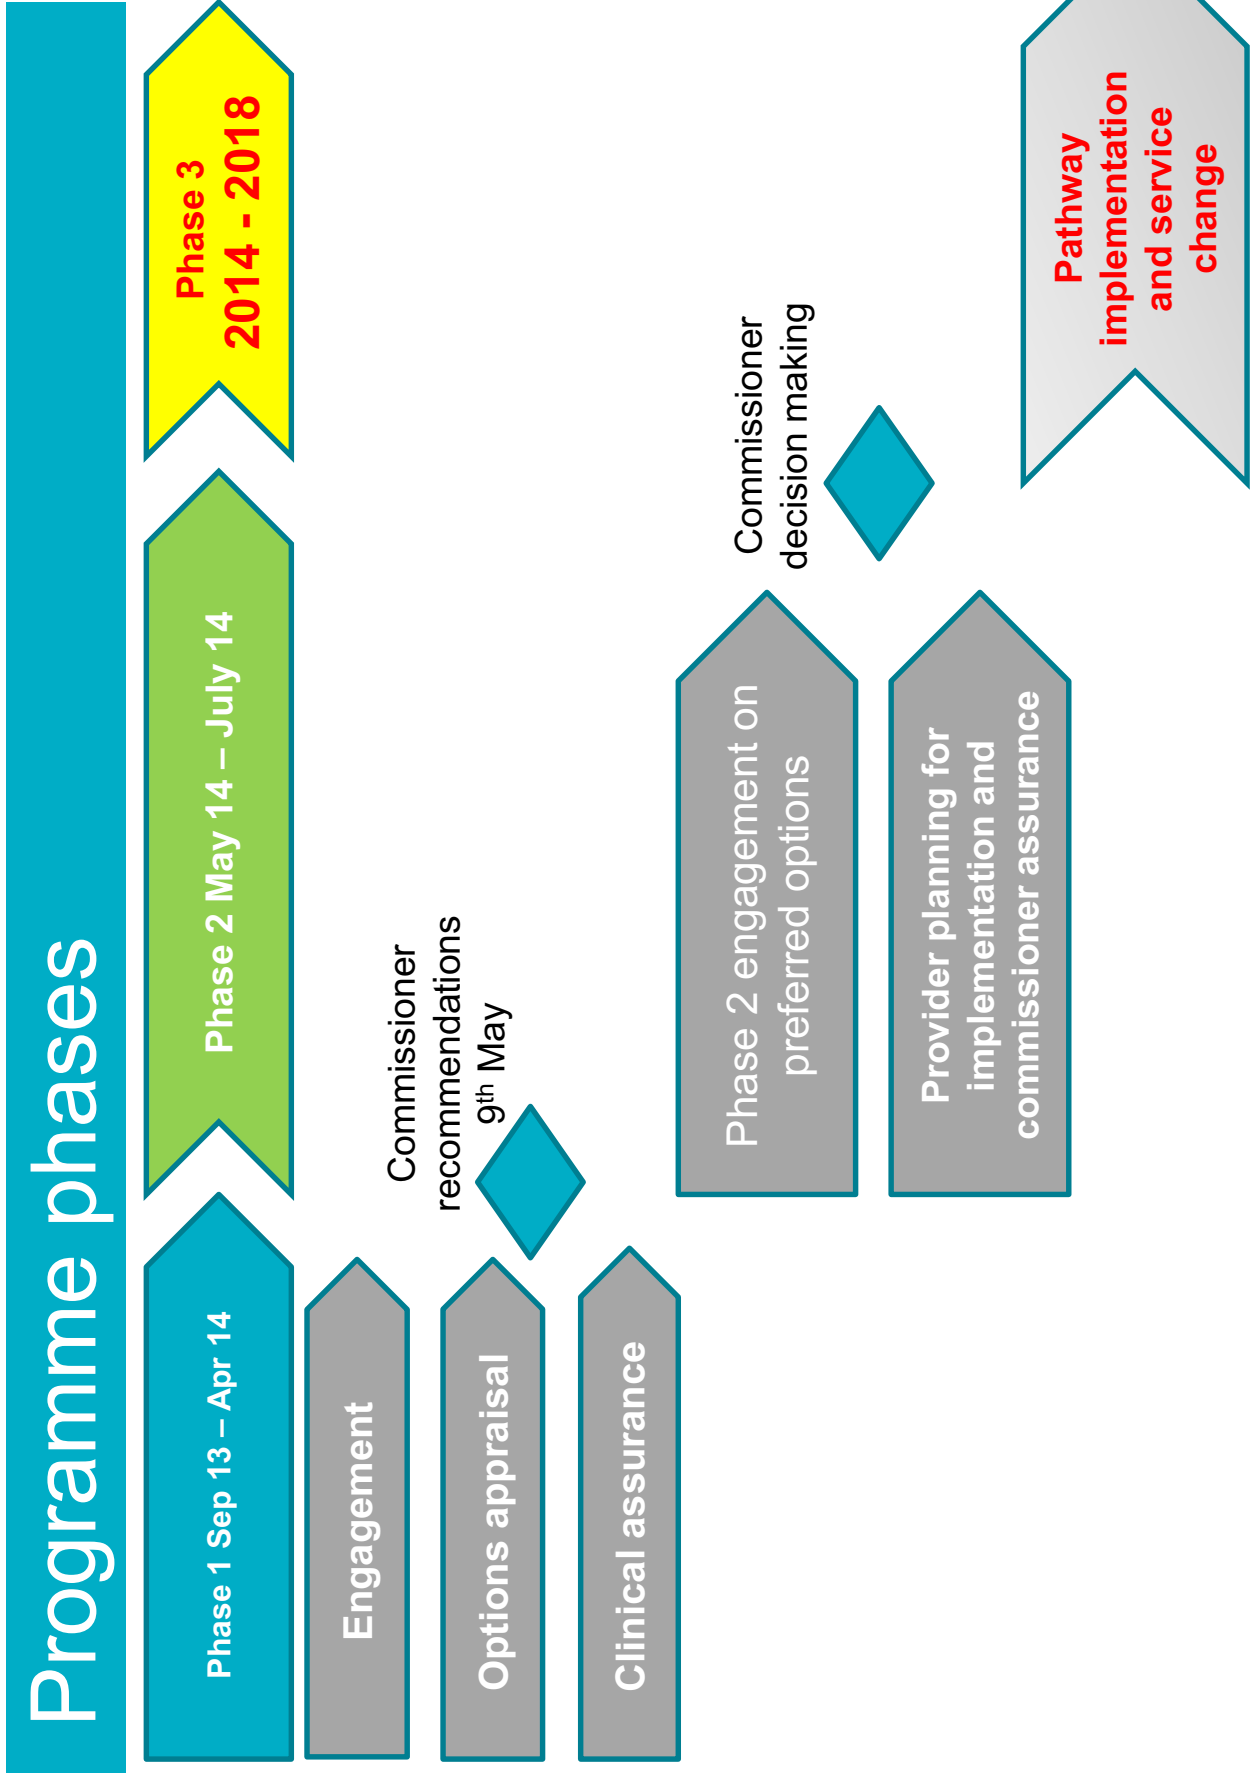 Programme phases
Phase 1 Sep 13 – Apr 14
Phase 2 May 14 – July 14
Phase 3
2014 - 2018
Engagement
Options appraisal
Clinical assurance
Commissioner
recommendations
9th May
Phase 2 engagement on
preferred options
Provider planning for
implementation and
commissioner assurance
Commissioner
decision making
Pathway
implementation
and service
change